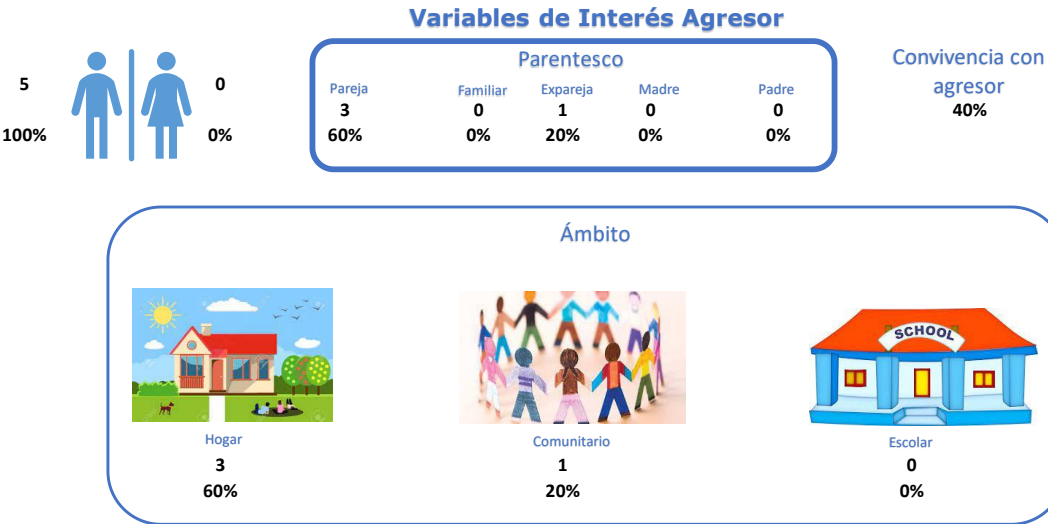 Variables de Interés Agresor
5
100%
0
0%
Parentesco
Pareja Familiar Expareja Madre Padre
3 0 1 0 0
60% 0% 20% 0% 0%
Convivencia con
agresor
40%
Ámbito
SCHOOL
Hogar Comunitario Escolar
3 1 0
60% 20% 0%